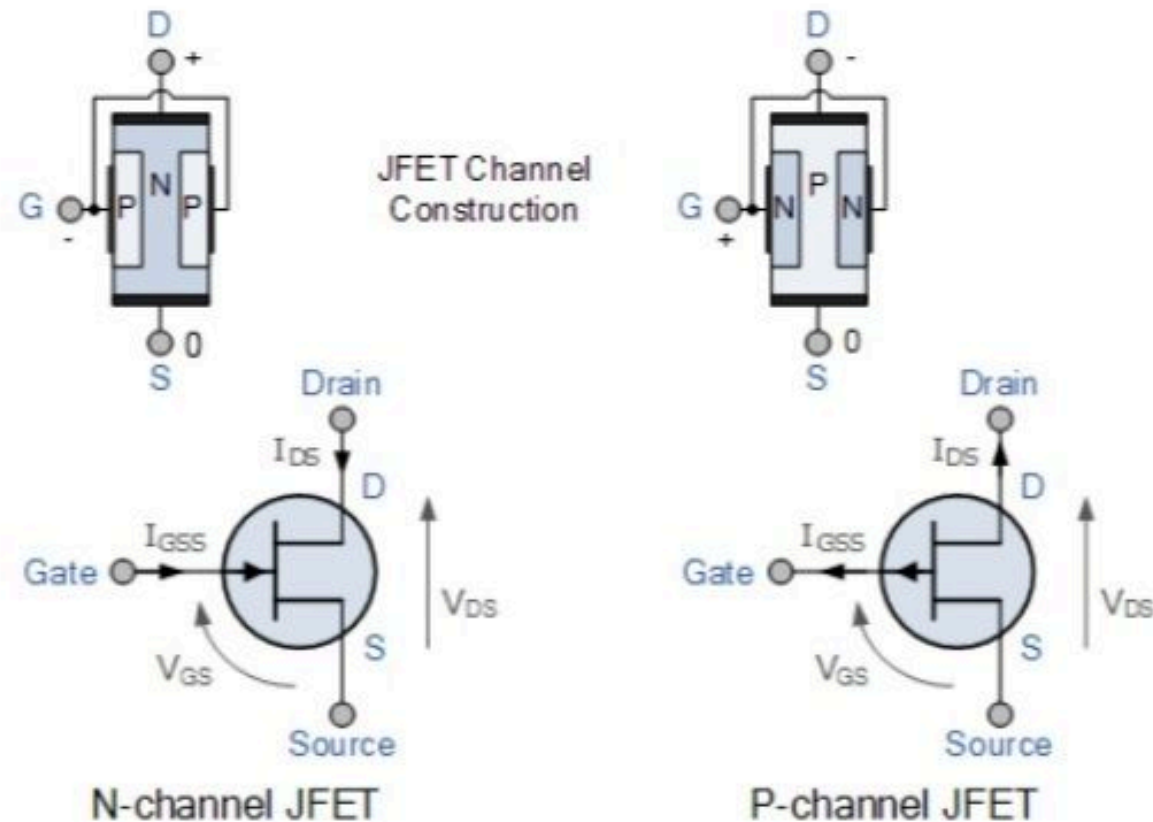 D
+
N
P
P
G
-
0
S
JFET Channel
Construction
D
-
P
N
N
G
+
0
S
Drain
IDS
D
IGSS
Gate
VDS
VGS
S
Source
N-channel JFET
Drain
IDS
D
IGSS
Gate
VDS
VGS
S
Source
P-channel JFET